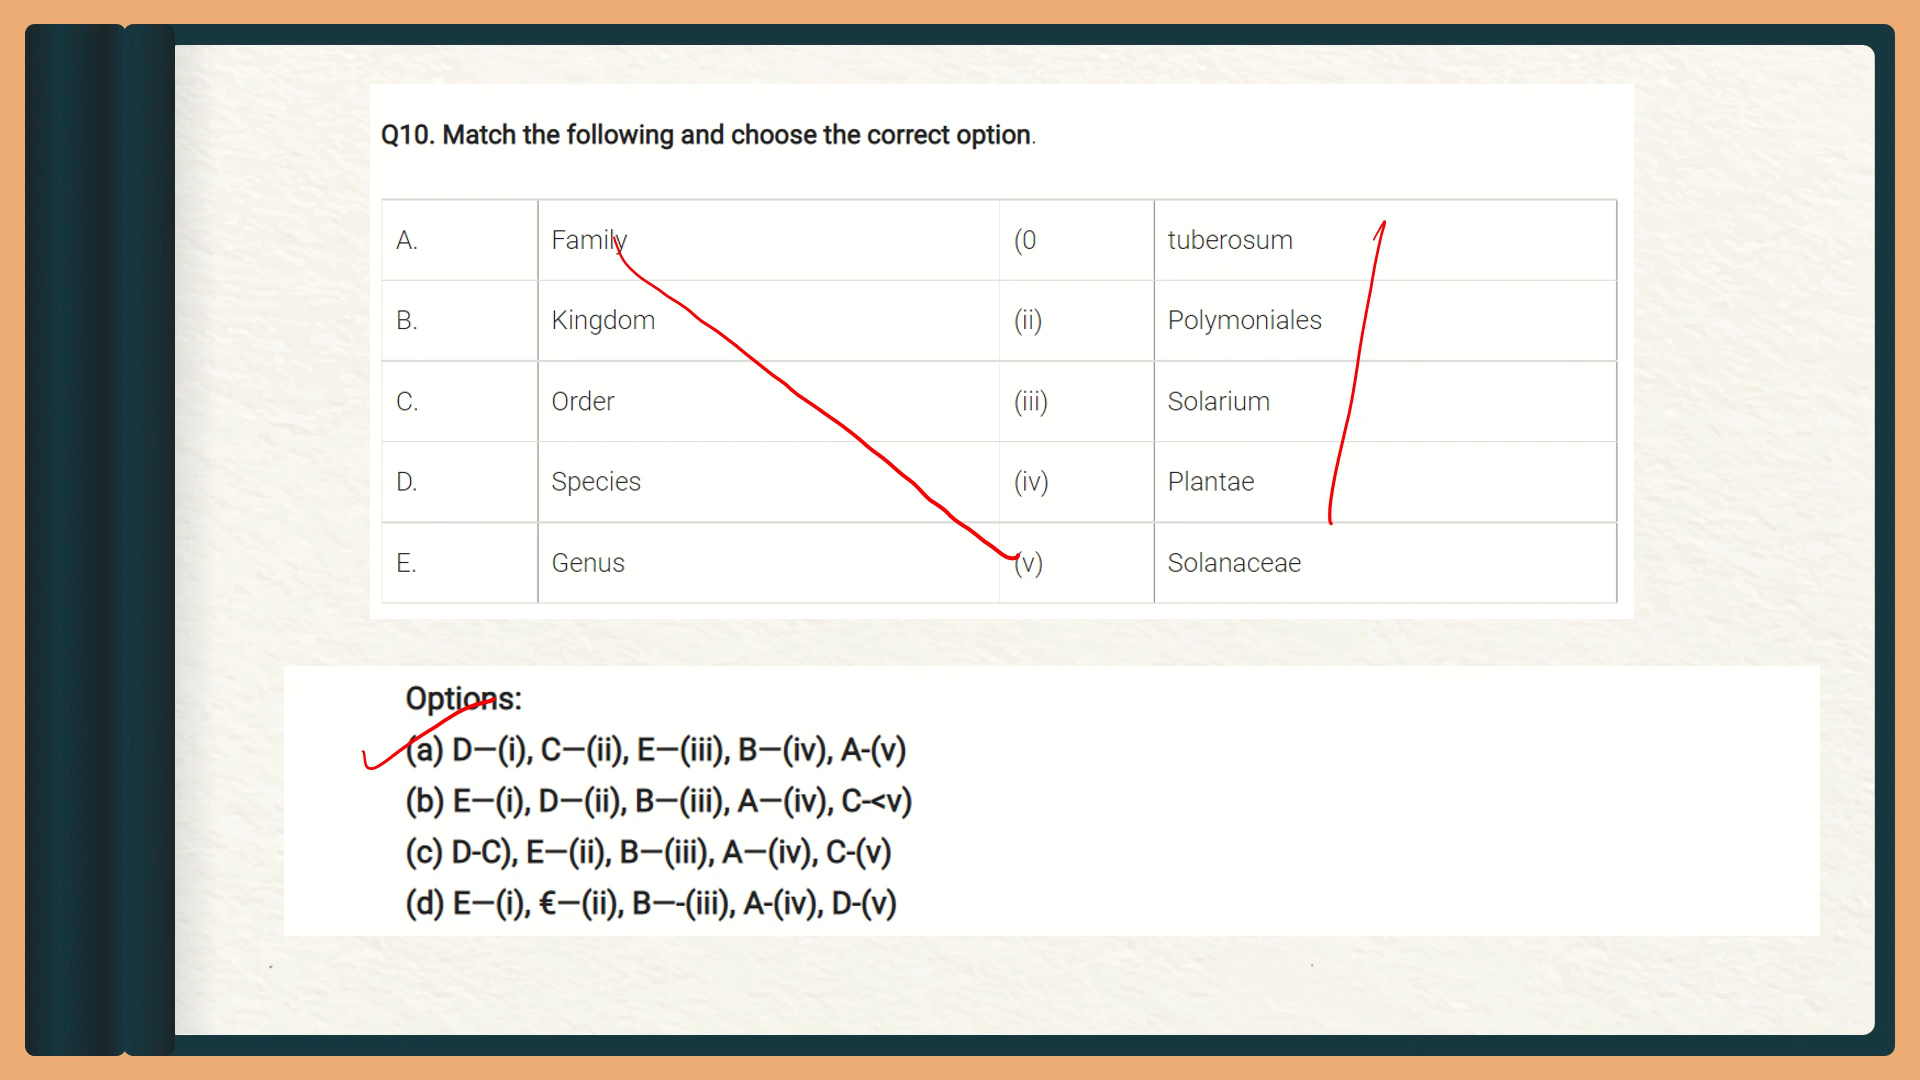 Q10. Match the following and choose the correct option.
A. Family (0 tuberosum
B. Kingdom (ii) Polymoniales
C. Order (iii) Solarium
D. Species (iv) Plantae
E. Genus (v) Solanaceae
Options:
(a) D—(i), C—(ii), E—(iii), B—(iv), A-(v)
(b) E—(i), D—(ii), B—(iii), A—(iv), C-<v)
(c) D-C), E—(ii), B—(iii), A—(iv), C-(v)
(d) E—(i), €—(ii), B—-(iii), A-(iv), D-(v)